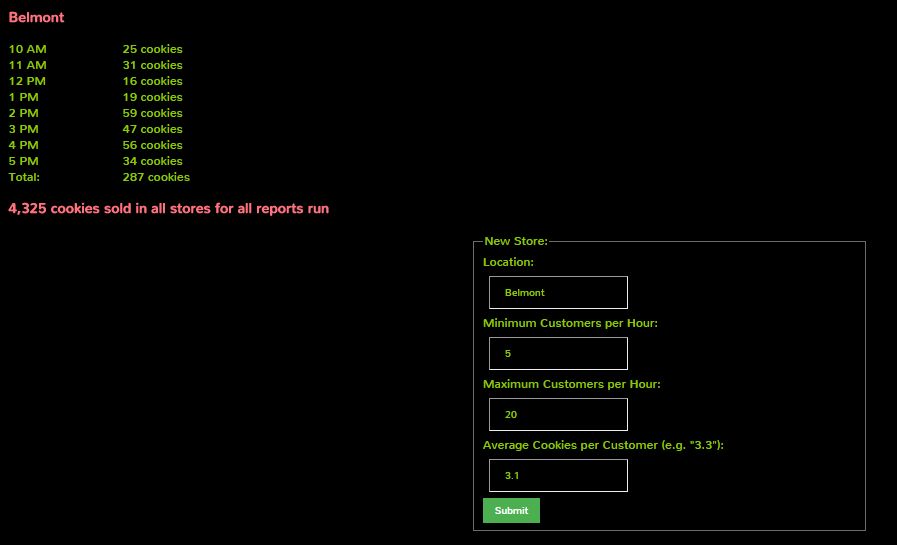 Belmont
10 AM 25 cookies
11 AM 31 cookies
12 PM 16 cookies
1 PM 19 cookies
2 PM 59 cookies
3 PM 47 cookies
4 PM 56 cookies
5 PM 34 cookies
Total: 287 cookies
4,325 cookies sold in all stores for all reports run
New Store:
Location:
Belmont
Minimum Customers per Hour:
5
Maximum Customers per Hour:
20
Average Cookies per Customer (e.g. "3.3"):
3.1
Submit